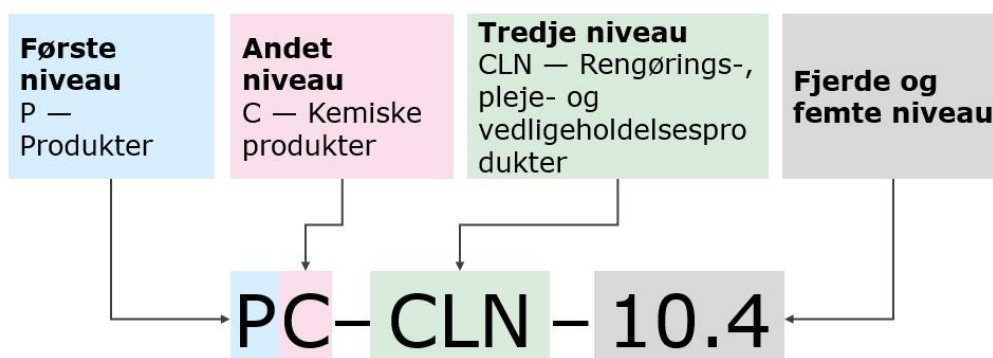 Første
niveau
P —
Produkter
Andet
niveau
C — Kemiske
produkter
Tredje niveau
CLN — Rengørings-,
pleje- og
vedligeholdelsespro
dukter
Fjerde og
femte niveau
PC–CLN–10.4